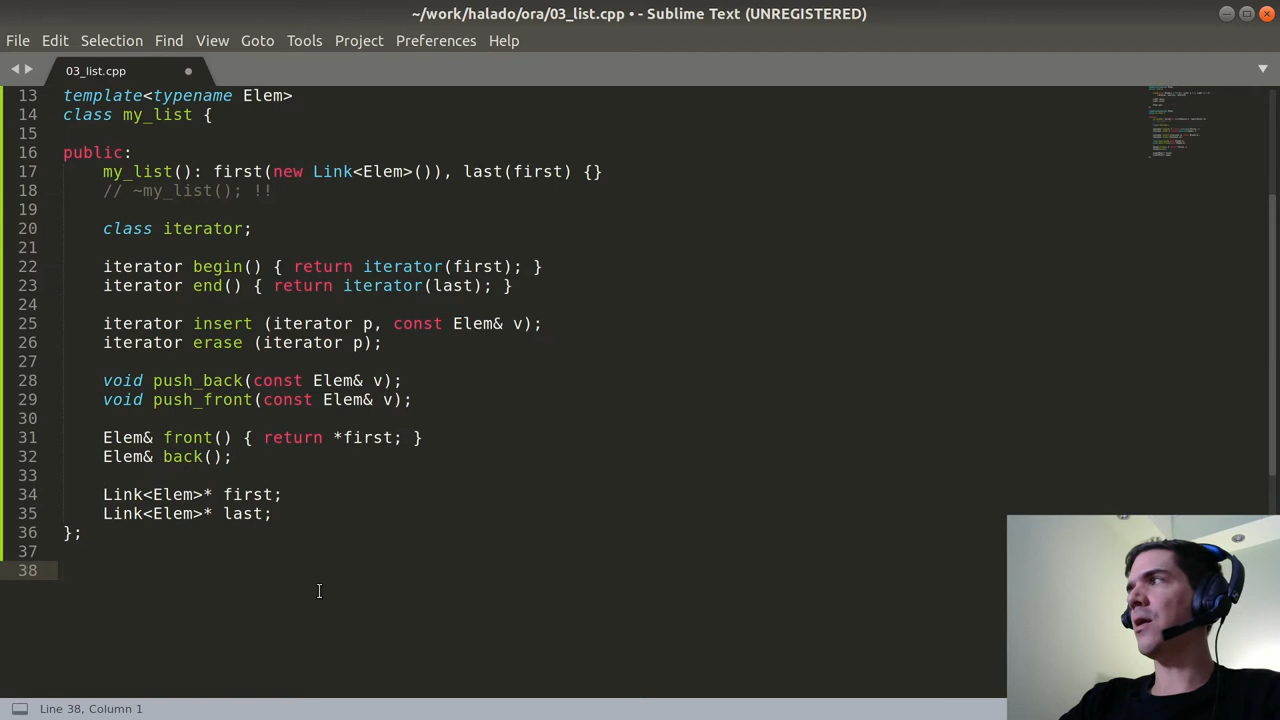 ~/work/halado/ora/03_list.cpp • - Sublime Text (UNREGISTERED)
File Edit Selection Find View Goto Tools Project Preferences Help
03_list.cpp
13 template<typename Elem>
14 class my_list {
15
16 public:
17 my_list(): first(new Link<Elem>()), last(first) {}
18 // ~my_list(); !!
19
20 class iterator;
21
22 iterator begin() { return iterator(first); }
23 iterator end() { return iterator(last); }
24
25 iterator insert (iterator p, const Elem& v);
26 iterator erase (iterator p);
27
28 void push_back(const Elem& v);
29 void push_front(const Elem& v);
30
31 Elem& front() { return *first; }
32 Elem& back();
33
34 Link<Elem>* first;
35 Link<Elem>* last;
36 };
37
38
Line 38, Column 1